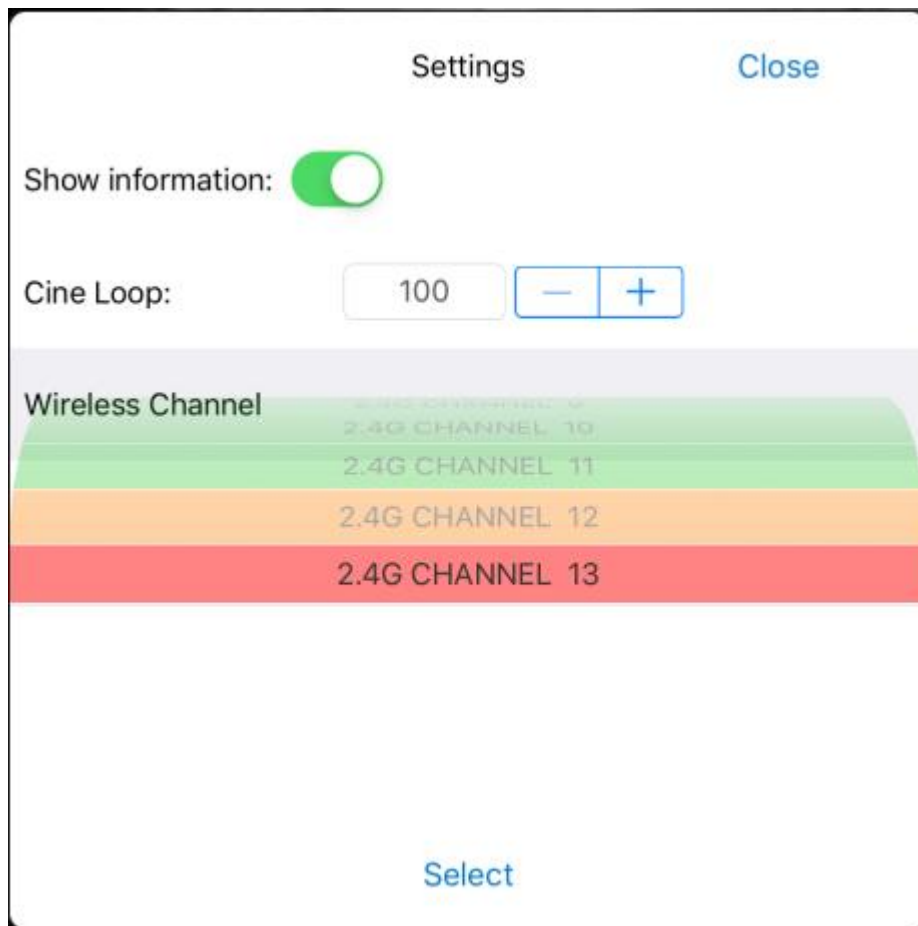 Settings Close
Show information:
Cine Loop: 100 − +
Wireless Channel
2.4G CHANNEL 10
2.4G CHANNEL 11
2.4G CHANNEL 12
2.4G CHANNEL 13
Select